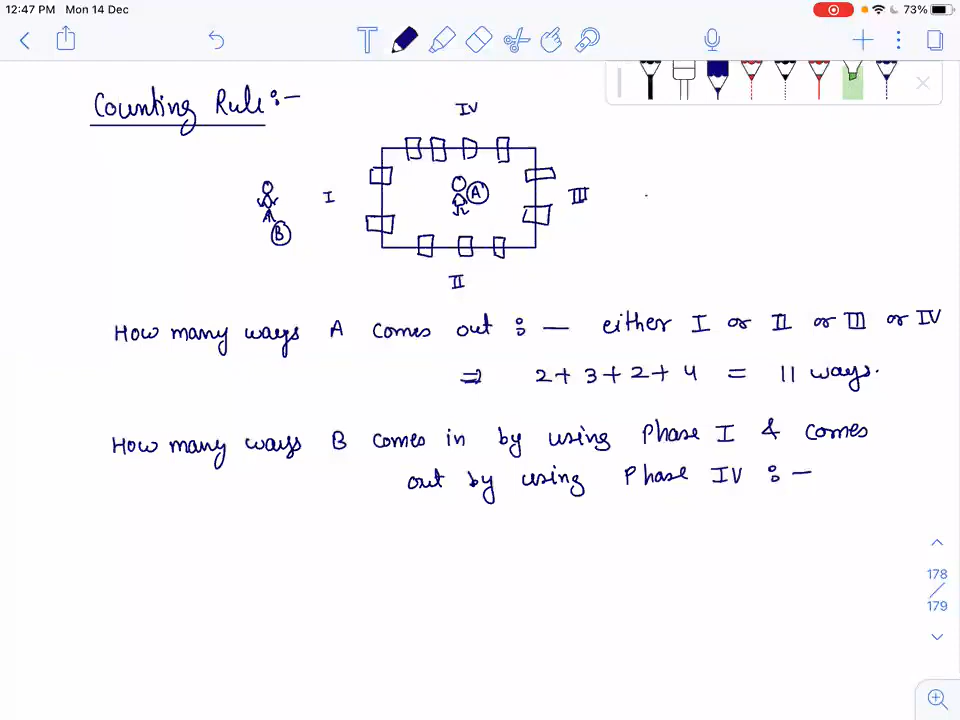 12:47 PM Mon 14 Dec
73%
T
Counting Rule :-
IV
I
A
III
B
II
How many ways A comes out :- either I or II or III or IV
⇒ 2+3+2+4 = 11 ways.
How many ways B comes in by using Phase I & comes
out by using Phase IV :-
178
179